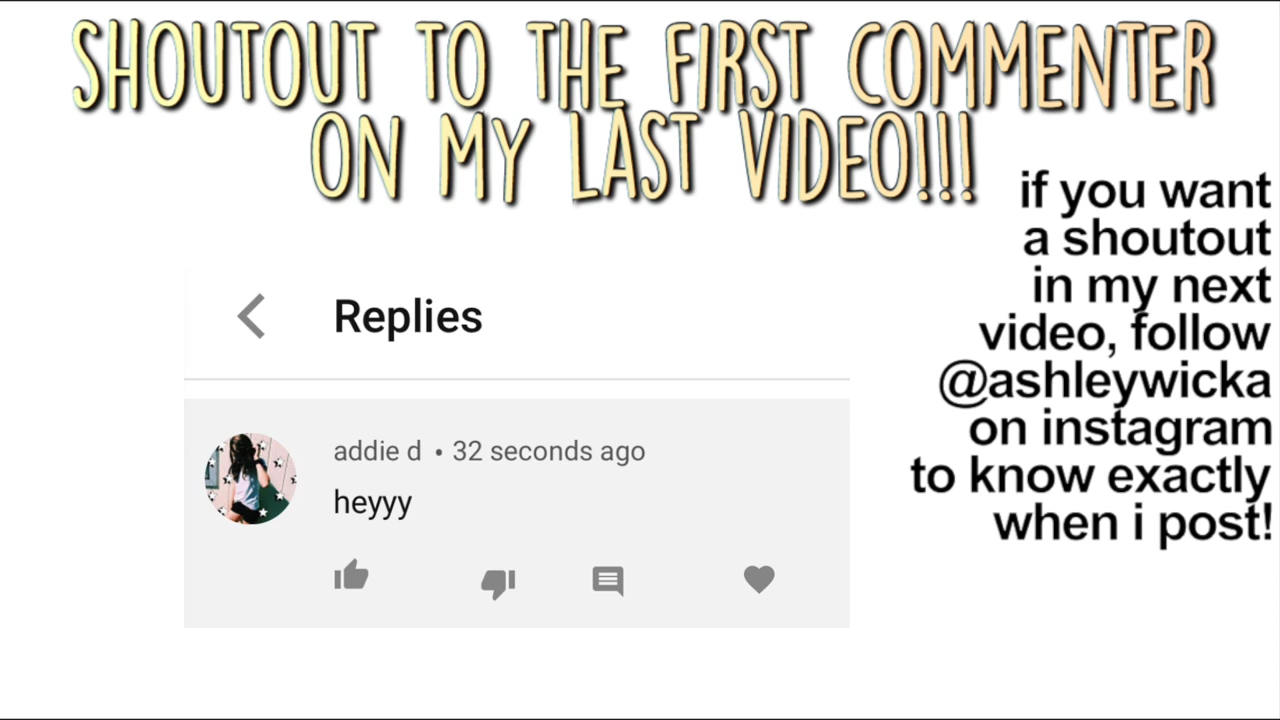 SHOUTOUT TO THE FIRST COMMENTER
ON MY LAST VIDEO!!!
if you want
a shoutout
in my next
video, follow
@ashleywicka
on instagram
to know exactly
when i post!
Replies
addie d • 32 seconds ago
heyyy